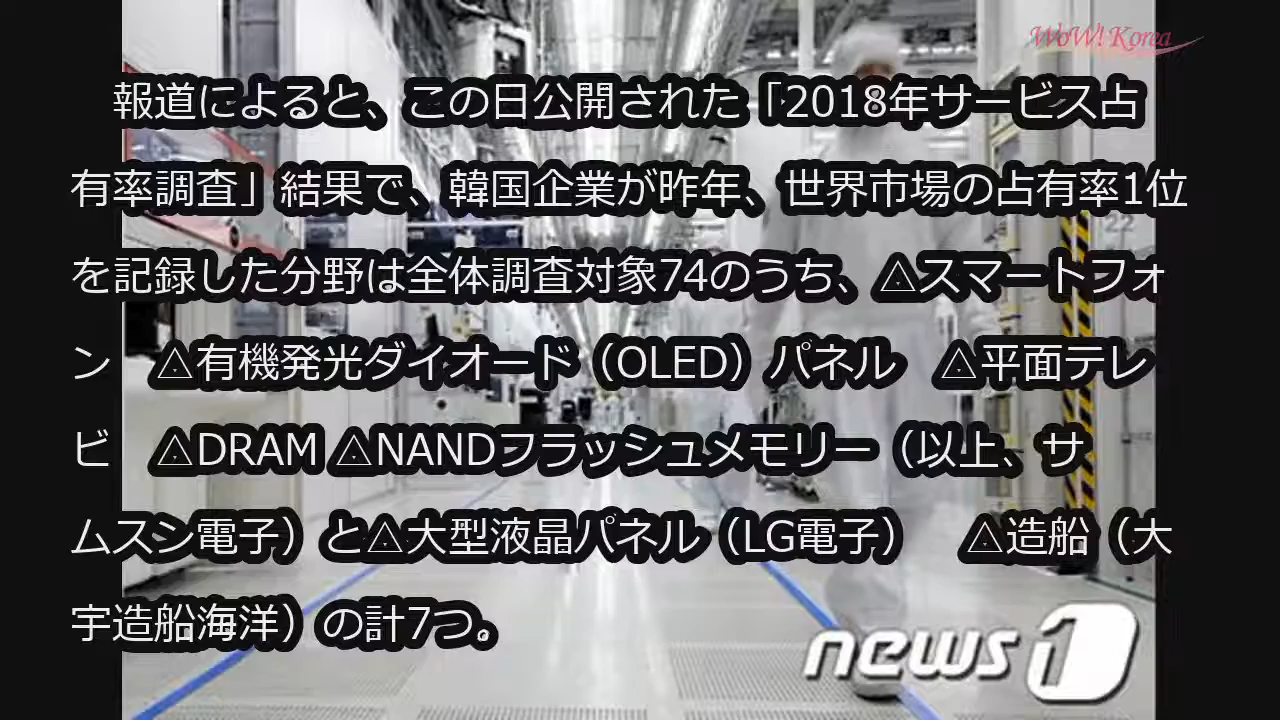 WoW! Korea
報道によると、この日公開された「2018年サービス占
有率調査」結果で、韓国企業が昨年、世界市場の占有率1位
を記録した分野は全体調査対象74のうち、△スマートフォ
ン　△有機発光ダイオード（OLED）パネル　△平面テレ
ビ　△DRAM △NANDフラッシュメモリー（以上、サ
ムスン電子）と△大型液晶パネル（LG電子）　△造船（大
宇造船海洋）の計7つ。
22
news1